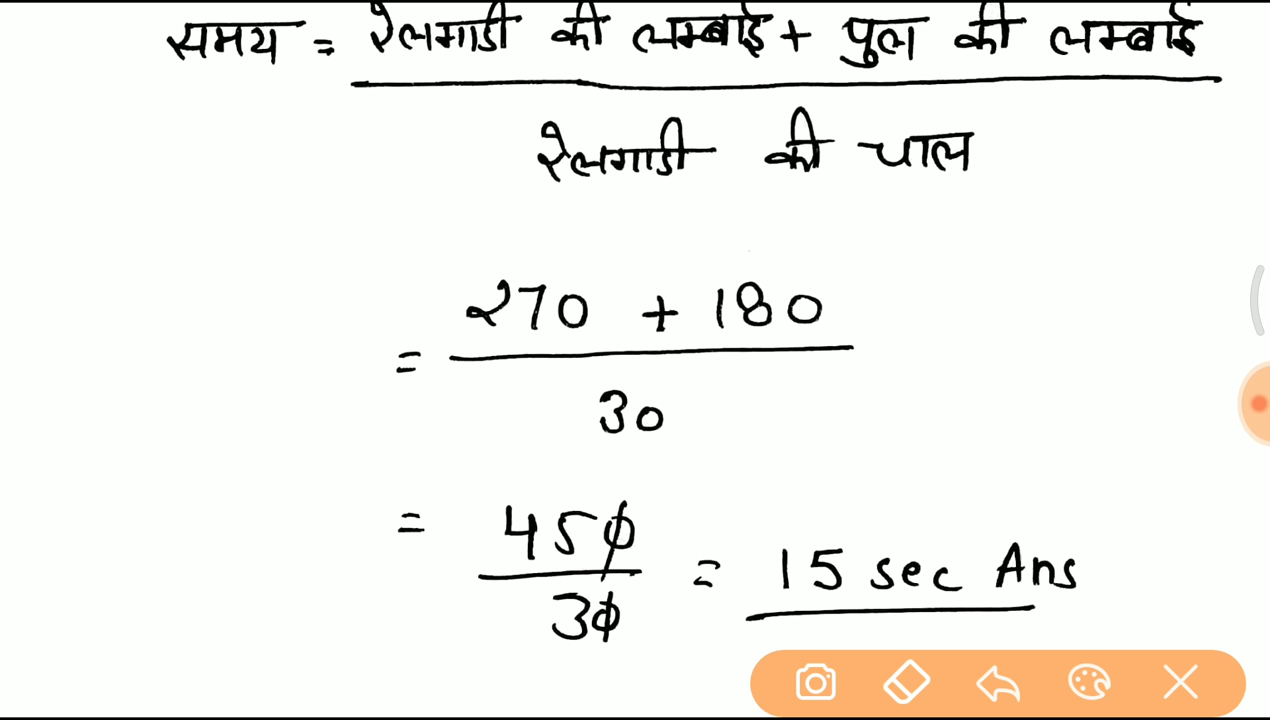 समय = रेलगाडी की लम्बाई + पुल की लम्बाई
रेलगाडी की चाल
= 270 + 180
30
= 450 = 15 sec Ans
30